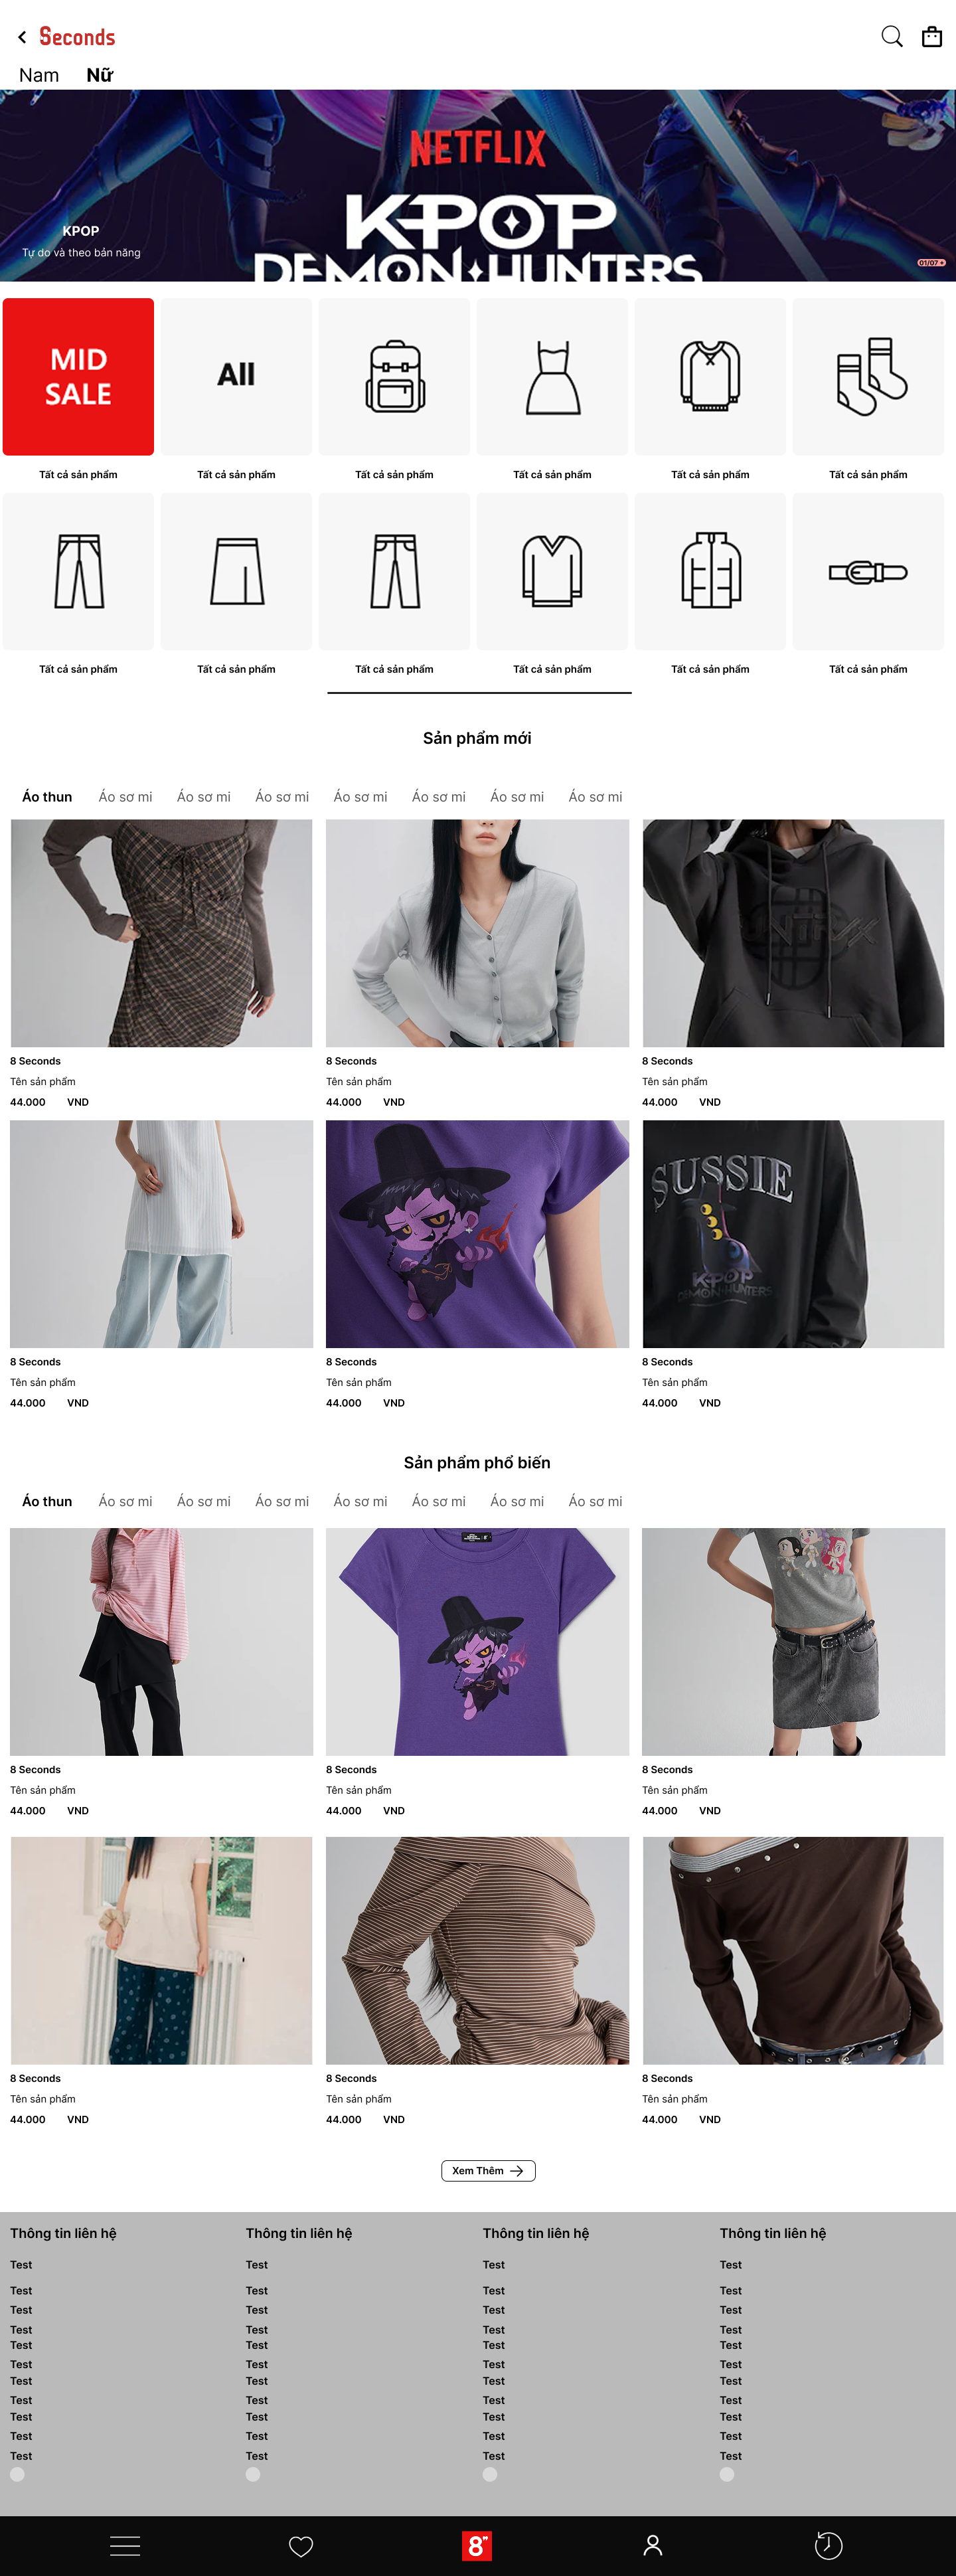 Seconds
Nam Nữ
NETFLIX
KPOP
DEMON HUNTERS
KPOP
Tự do và theo bản năng
01/07 +
MID
SALE
All
Tất cả sản phẩm Tất cả sản phẩm Tất cả sản phẩm Tất cả sản phẩm Tất cả sản phẩm Tất cả sản phẩm
Tất cả sản phẩm Tất cả sản phẩm Tất cả sản phẩm Tất cả sản phẩm Tất cả sản phẩm Tất cả sản phẩm
Sản phẩm mới
Áo thun Áo sơ mi Áo sơ mi Áo sơ mi Áo sơ mi Áo sơ mi Áo sơ mi Áo sơ mi
8 Seconds 8 Seconds 8 Seconds
Tên sản phẩm Tên sản phẩm Tên sản phẩm
44.000 VND 44.000 VND 44.000 VND
SUSSIE
KPOP
DEMON HUNTERS
8 Seconds 8 Seconds 8 Seconds
Tên sản phẩm Tên sản phẩm Tên sản phẩm
44.000 VND 44.000 VND 44.000 VND
Sản phẩm phổ biến
Áo thun Áo sơ mi Áo sơ mi Áo sơ mi Áo sơ mi Áo sơ mi Áo sơ mi Áo sơ mi
8 Seconds 8 Seconds 8 Seconds
Tên sản phẩm Tên sản phẩm Tên sản phẩm
44.000 VND 44.000 VND 44.000 VND
8 Seconds 8 Seconds 8 Seconds
Tên sản phẩm Tên sản phẩm Tên sản phẩm
44.000 VND 44.000 VND 44.000 VND
Xem Thêm
Thông tin liên hệ Thông tin liên hệ Thông tin liên hệ Thông tin liên hệ
Test Test Test Test
Test Test Test Test
Test Test Test Test
Test Test Test Test
Test Test Test Test
Test Test Test Test
Test Test Test Test
Test Test Test Test
Test Test Test Test
Test Test Test Test
Test Test Test Test
8"